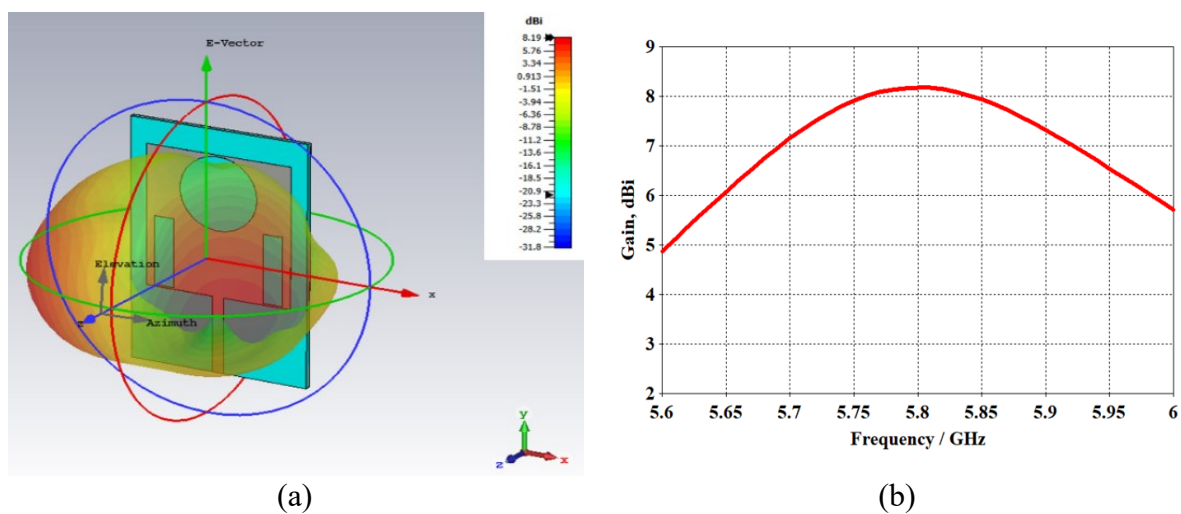 dBi
8.19
5.76
3.34
0.913
-1.51
-3.94
-6.36
-8.78
-11.2
-13.6
-16.1
-18.5
-20.9
-23.3
-25.8
-28.2
-31.8
E-Vector
Elevation
Azimuth
x
z
y
z
x
(a)
9
8
7
6
5
4
3
2
Gain, dBi
5.6 5.65 5.7 5.75 5.8 5.85 5.9 5.95 6
Frequency / GHz
(b)